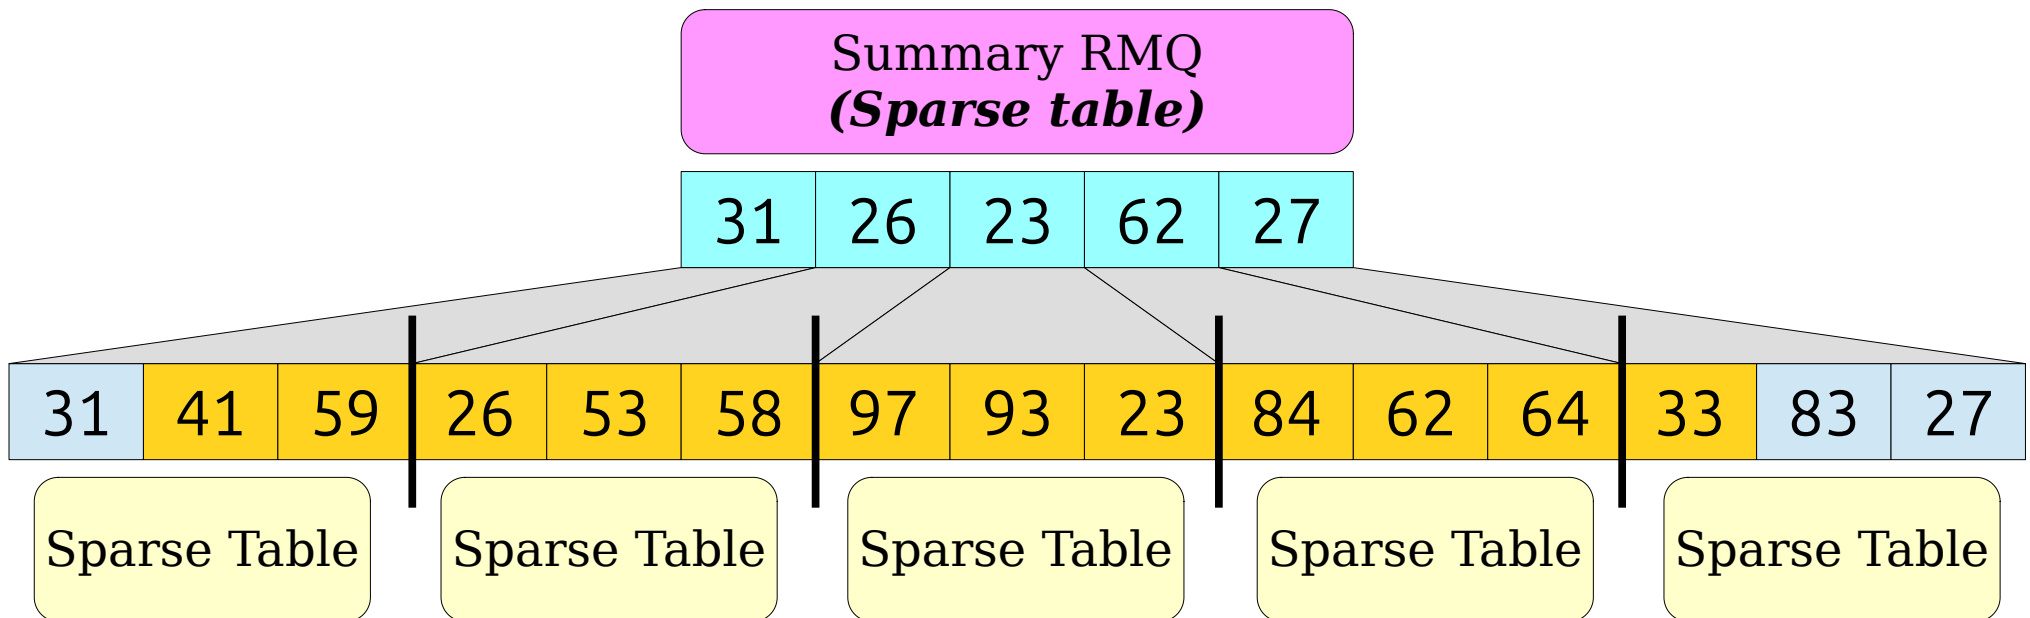 Summary RMQ
(Sparse table)
31 26 23 62 27
31 41 59 26 53 58 97 93 23 84 62 64 33 83 27
Sparse Table Sparse Table Sparse Table Sparse Table Sparse Table